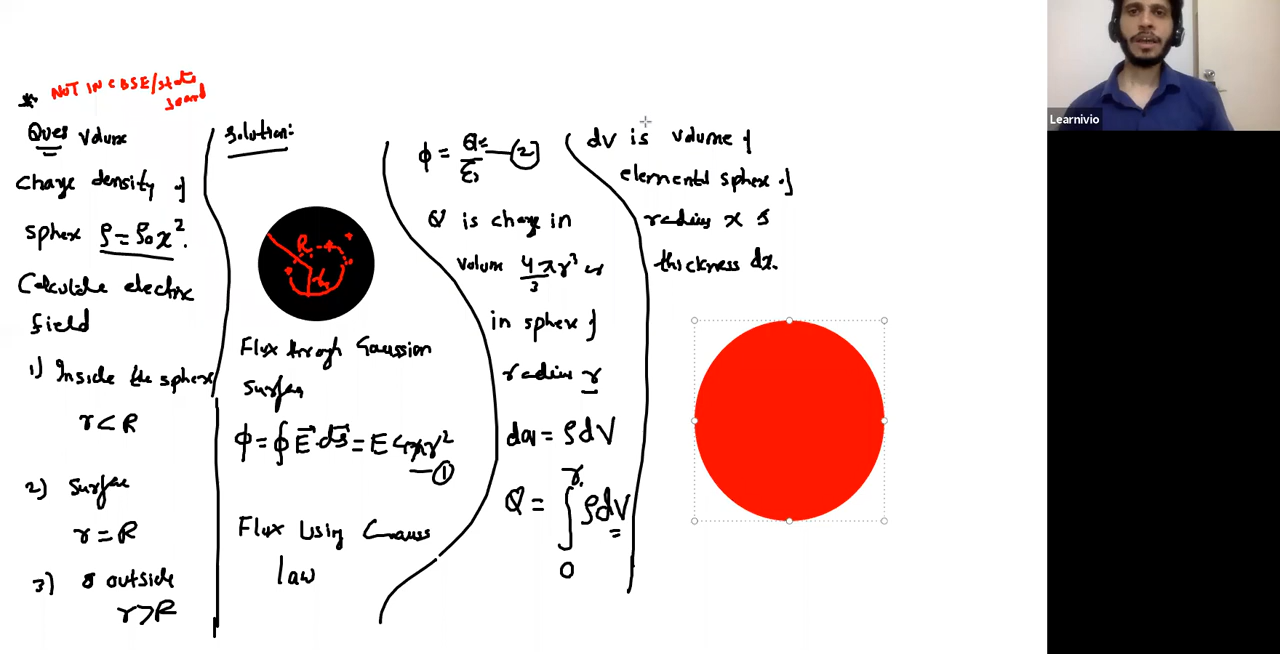 NOT IN CBSE/state
board
Ques Volume
Charge density of
sphere ρ = ρ₀x².
Calculate electric
field
1) Inside the sphere
r < R
2) Surface
r = R
3) outside
r > R
Solution:
R
Flux through Gaussian
Surface
ϕ = ∮ E⃗.ds⃗ = E 4πr²
—①
Flux Using Gauss
law
ϕ = Q/ε₀ —②
Q is charge in
volume 4/3 πr³
in sphere of
radius r
dQ = ρdV
Q = ∫₀ʳ ρdV
dV is volume of
elemental sphere of
radius x &
thickness dx.
Learnivio